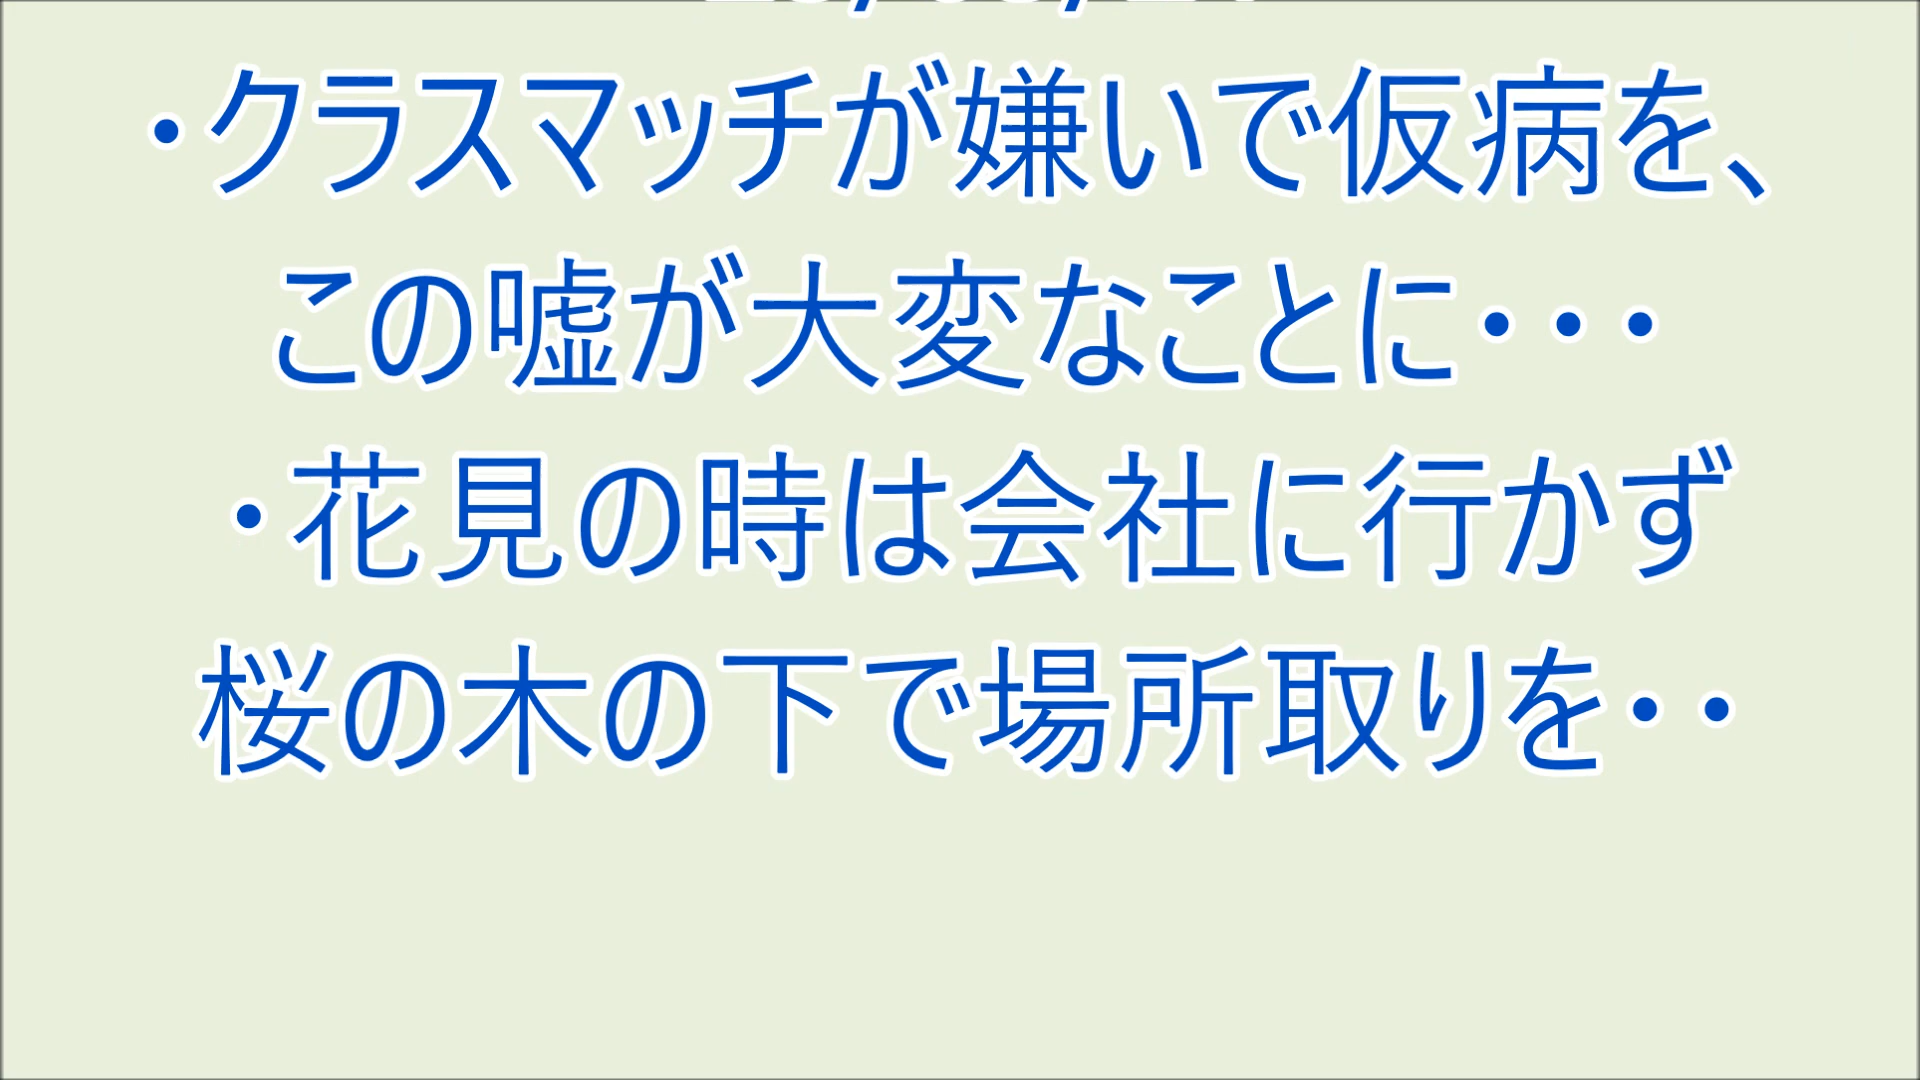 ・クラスマッチが嫌いで仮病を、
この嘘が大変なことに・・・
・花見の時は会社に行かず
桜の木の下で場所取りを・・